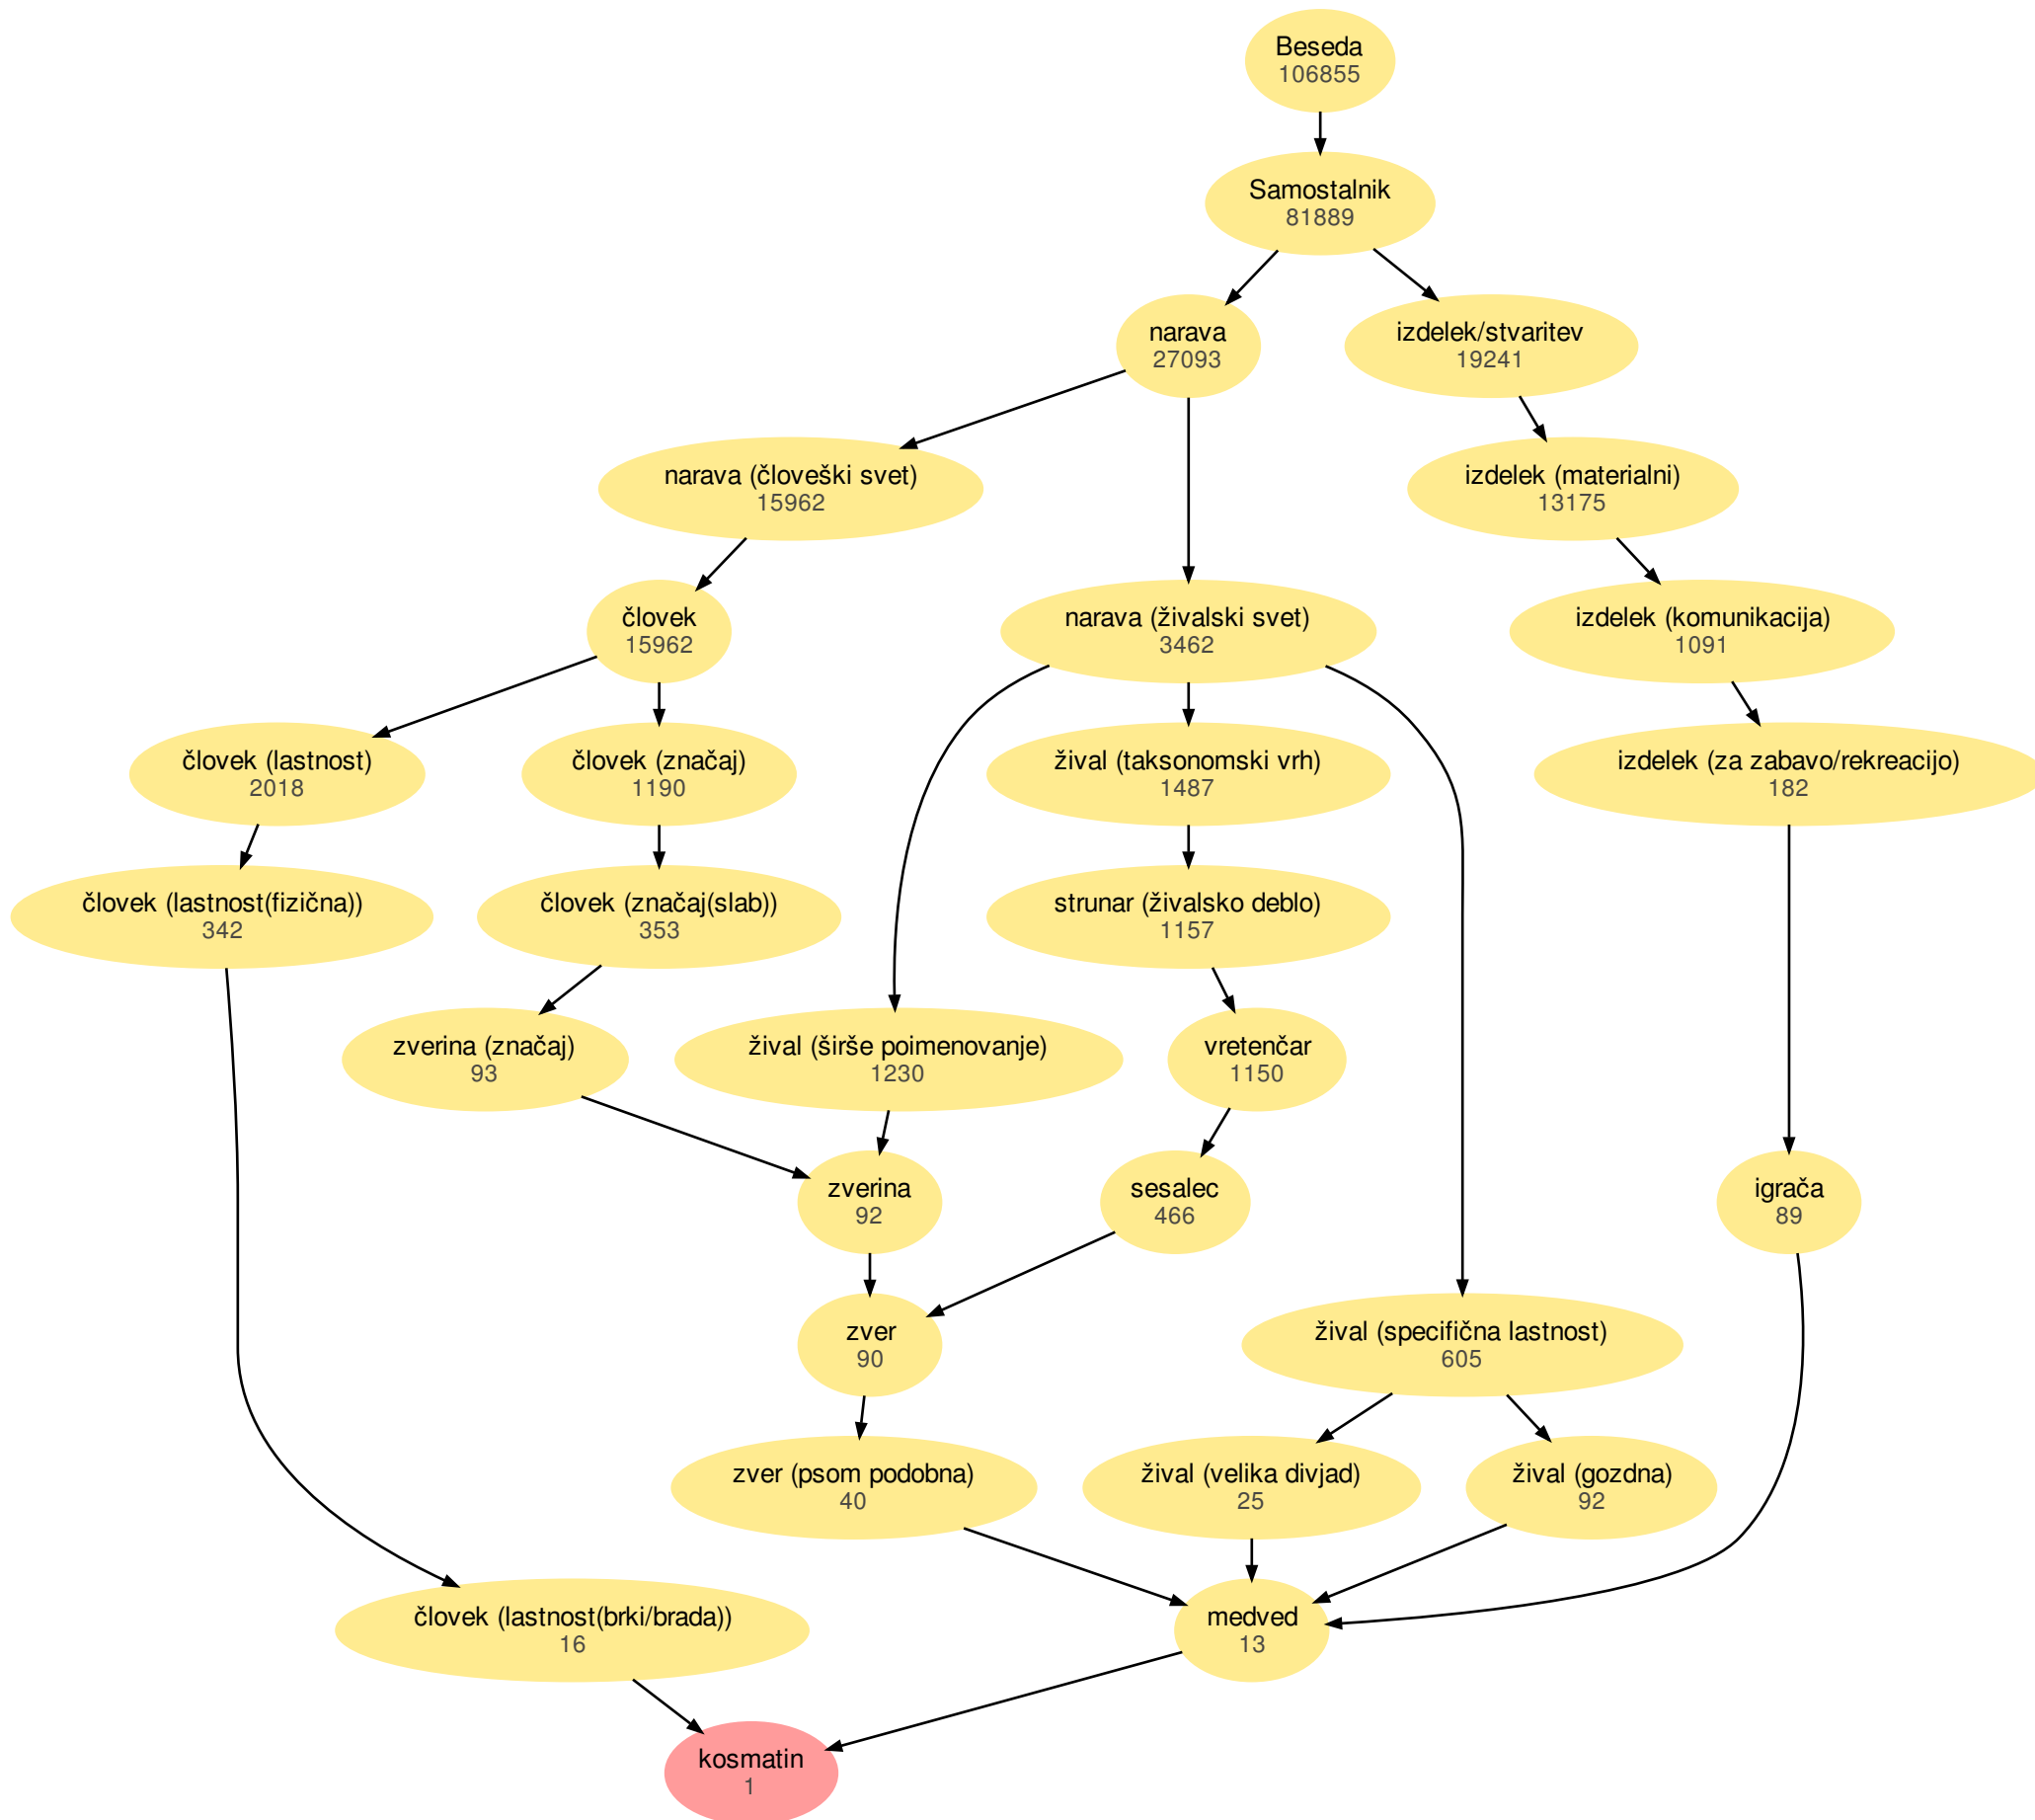 Beseda
106855
Samostalnik
81889
narava
27093
izdelek/stvaritev
19241
narava (človeški svet)
15962
izdelek (materialni)
13175
človek
15962
narava (živalski svet)
3462
izdelek (komunikacija)
1091
človek (lastnost)
2018
človek (značaj)
1190
žival (taksonomski vrh)
1487
izdelek (za zabavo/rekreacijo)
182
človek (lastnost(fizična))
342
človek (značaj(slab))
353
strunar (živalsko deblo)
1157
zverina (značaj)
93
žival (širše poimenovanje)
1230
vretenčar
1150
zverina
92
sesalec
466
igrača
89
zver
90
žival (specifična lastnost)
605
zver (psom podobna)
40
žival (velika divjad)
25
žival (gozdna)
92
človek (lastnost(brki/brada))
16
medved
13
kosmatin
1